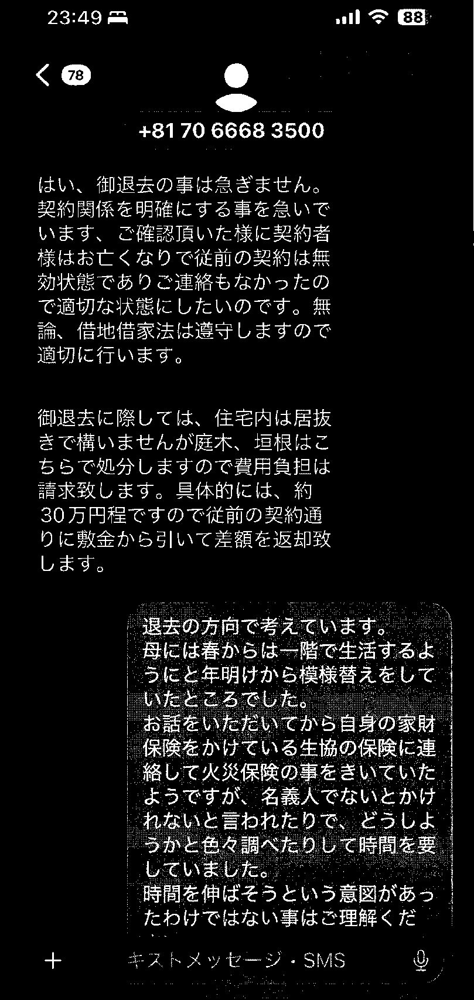 23:49
88
78
+81 70 6668 3500
はい、御退去の事は急ぎません。
契約関係を明確にする事を急いで
います、ご確認頂いた様に契約者
様はお亡くなりで従前の契約は無
効状態でありご連絡もなかったの
で適切な状態にしたいのです。無
論、借地借家法は遵守しますので
適切に行います。
御退去に際しては、住宅内は居抜
きで構いませんが庭木、垣根はこ
ちらで処分しますので費用負担は
請求致します。具体的には、約
30万円程ですので従前の契約通
りに敷金から引いて差額を返却致
します。
退去の方向で考えています。
母には春からは一階で生活するよ
うにと年明けから模様替えをして
いたところでした。
お話をいただいてから自身の家財
保険をかけている生協の保険に連
絡して火災保険の事をきいていた
ようですが、名義人でないとかけ
れないと言われたりで、どうしよ
うかと色々調べたりして時間を要
していました。
時間を伸ばそうという意図があっ
たわけではない事はご理解くだ
キストメッセージ・SMS